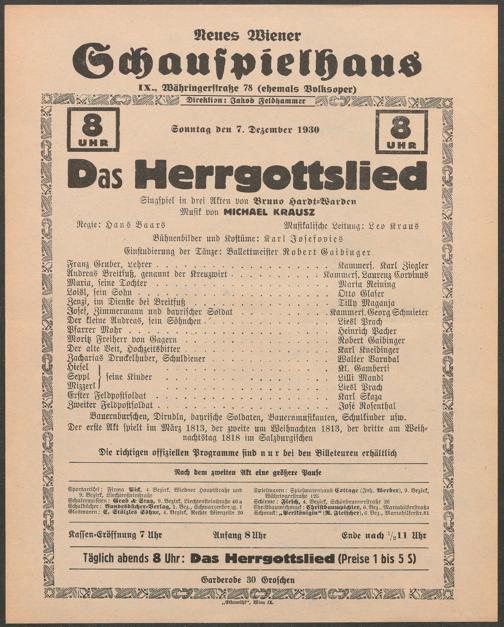 Neues Wiener
Schauspielhaus
IX., Währingerstraße 78 (ehemals Volksoper)
Direktion: Jakob Feldhammer
8 UHR
Sonntag den 7. Dezember 1930
8 UHR
Das Herrgottslied
Singspiel in drei Akten von Bruno Hardt-Warden
Musik von MICHAEL KRAUSZ
Regie: Hans Baars Musikalische Leitung: Leo Kraus
Bühnenbilder und Kostüme: Karl Josefovics
Einstudierung der Tänze: Ballettmeister Robert Gaibinger
Franz Gruber, Lehrer . . . Kammers. Karl Ziegler
Andreas Breitfuß, genannt der Kreuzwirt . . . Kammers. Laurenz Corvinus
Maria, seine Tochter . . . Maria Reining
Loisl, sein Sohn . . . Otto Glaser
Zenzi, im Dienste bei Breitfuß . . . Tilly Maganja
Josef, Zimmermann und bayrischer Soldat . . . Kammers. Georg Schmieter
Der kleine Andreas, sein Söhnchen . . . Liesl Prach
Pfarrer Mohr . . . Heinrich Pacher
Moritz Freiherr von Gagern . . . Robert Gaibinger
Der alte Veit, Hochzeitsbitter . . . Karl Kneidinger
Zacharias Druckelhuber, Schuldiener . . . Walter Varndal
Hiesel } . . . Kl. Gamberti
Seppl } seine Kinder . . . Lilli Mandl
Mizzerl } . . . Liesl Prach
Erster Feldpostsoldat . . . Karl Skaza
Zweiter Feldpostsoldat . . . Josef Rosenthal
Bauernburschen, Dirndln, bayrische Soldaten, Bauernmusikanten, Schulkinder usw.
Der erste Akt spielt im März 1813, der zweite um Weihnachten 1813, der dritte am Weih-
nachtstag 1818 im Salzburgischen
Die richtigen offiziellen Programme sind nur bei den Billeteuren erhältlich
Nach dem zweiten Akt eine größere Pause
Kassen-Eröffnung 7 Uhr Anfang 8 Uhr Ende nach ½11 Uhr
Täglich abends 8 Uhr: Das Herrgottslied (Preise 1 bis 5 S)
Garderobe 30 Groschen